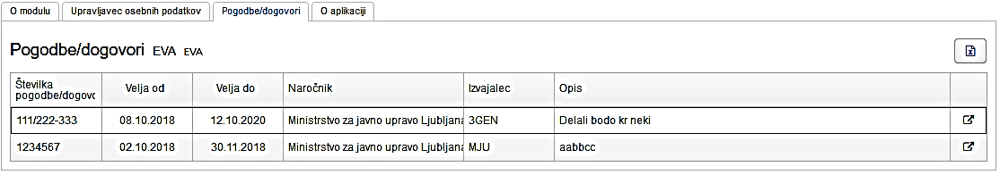 O modulu Upravljavec osebnih podatkov Pogodbe/dogovori O aplikaciji
Pogodbe/dogovori EVA EVA
Številka pogodbe/dogovo Velja od Velja do Naročnik Izvajalec Opis
111/222-333 08.10.2018 12.10.2020 Ministrstvo za javno upravo Ljubljana 3GEN Delali bodo kr neki
1234567 02.10.2018 30.11.2018 Ministrstvo za javno upravo Ljubljana MJU aabbcc